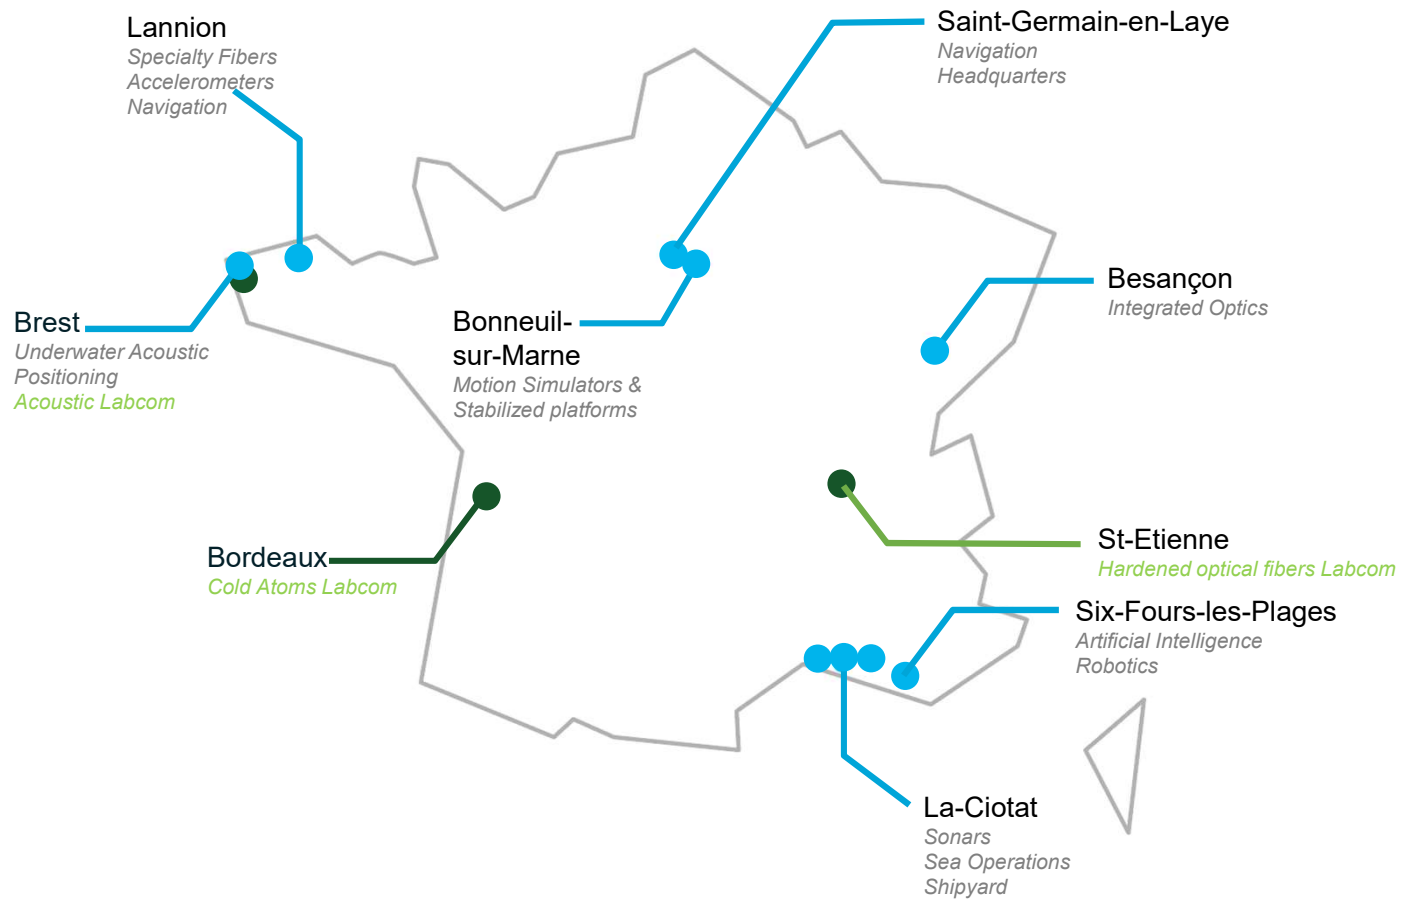 Lannion
Specialty Fibers
Accelerometers
Navigation
Saint-Germain-en-Laye
Navigation
Headquarters
Besançon
Integrated Optics
Brest
Underwater Acoustic
Positioning
Acoustic Labcom
Bonneuil-
sur-Marne
Motion Simulators &
Stabilized platforms
Bordeaux
Cold Atoms Labcom
St-Etienne
Hardened optical fibers Labcom
Six-Fours-les-Plages
Artificial Intelligence
Robotics
La-Ciotat
Sonars
Sea Operations
Shipyard